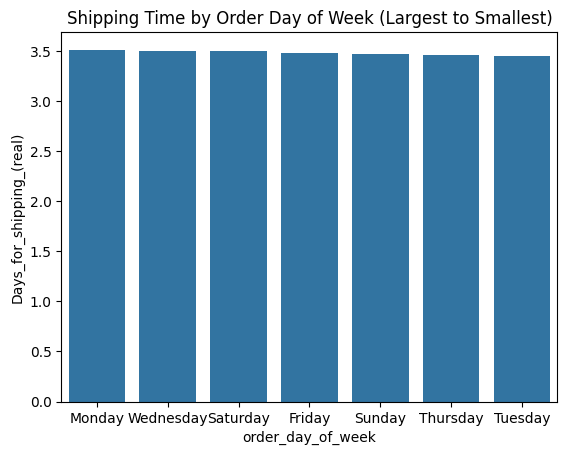 Shipping Time by Order Day of Week (Largest to Smallest)
Days_for_shipping_(real)
3.5
3.0
2.5
2.0
1.5
1.0
0.5
0.0
Monday Wednesday Saturday Friday Sunday Thursday Tuesday
order_day_of_week